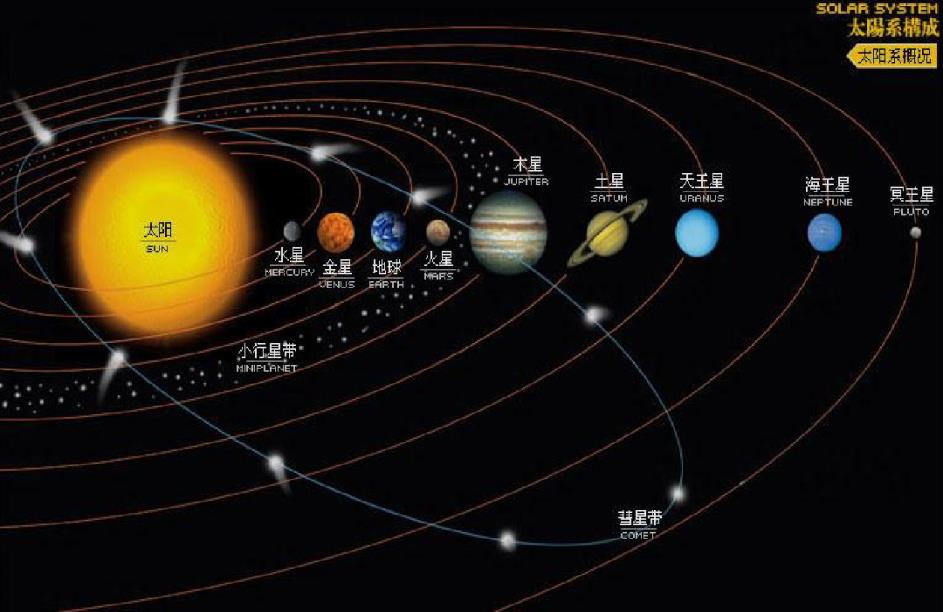 SOLAR SYSTEM
太陽系構成
太阳系概况
木星
JUPITER
土星
SATUM
天王星
URANUS
海王星
NEPTUNE
冥王星
PLUTO
太阳
SUN
水星
MERCURY
金星
VENUS
地球
EARTH
火星
MARS
小行星带
MINIPLANET
彗星带
COMET